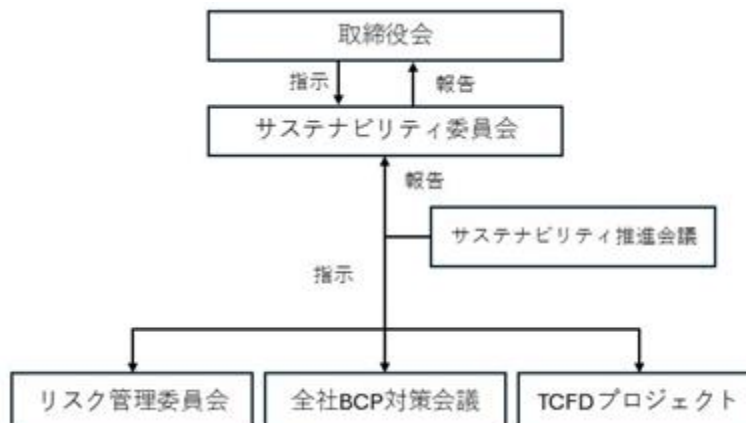 取締役会
指示
報告
サステナビリティ委員会
報告
サステナビリティ推進会議
指示
リスク管理委員会
全社BCP対策会議
TCFDプロジェクト